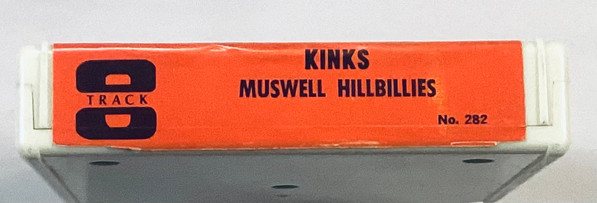 8
TRACK
KINKS
MUSWELL HILLBILLIES
No. 282